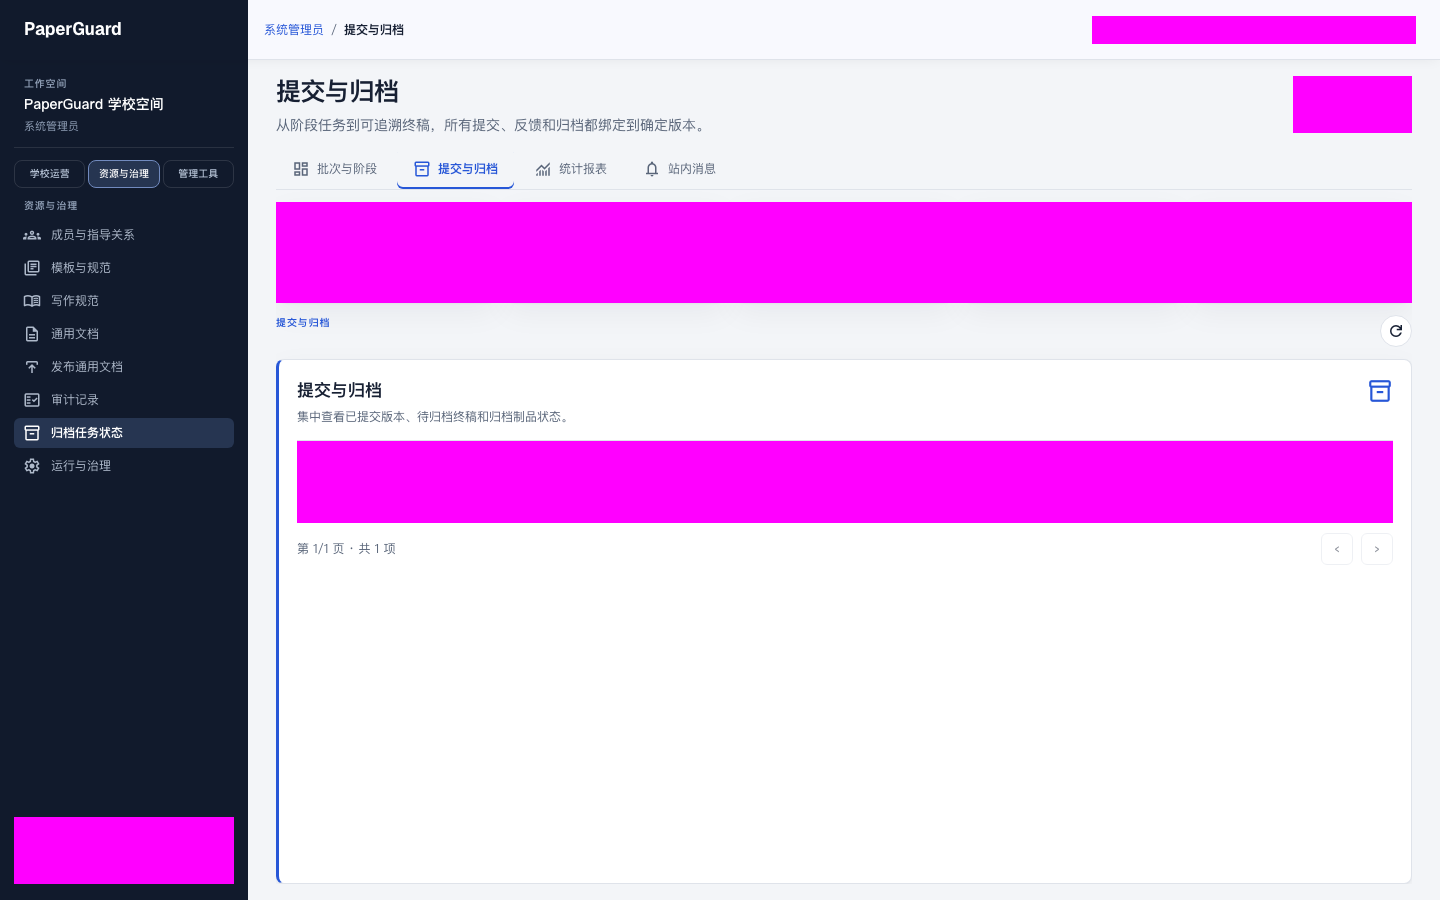 PaperGuard
工作空间
PaperGuard 学校空间
系统管理员
学校运营
资源与治理
管理工具
资源与治理
成员与指导关系
模板与规范
写作规范
通用文档
发布通用文档
审计记录
归档任务状态
运行与治理
系统管理员 / 提交与归档
提交与归档
从阶段任务到可追溯终稿，所有提交、反馈和归档都绑定到确定版本。
批次与阶段
提交与归档
统计报表
站内消息
提交与归档
提交与归档
集中查看已提交版本、待归档终稿和归档制品状态。
第 1/1 页 · 共 1 项
‹ ›